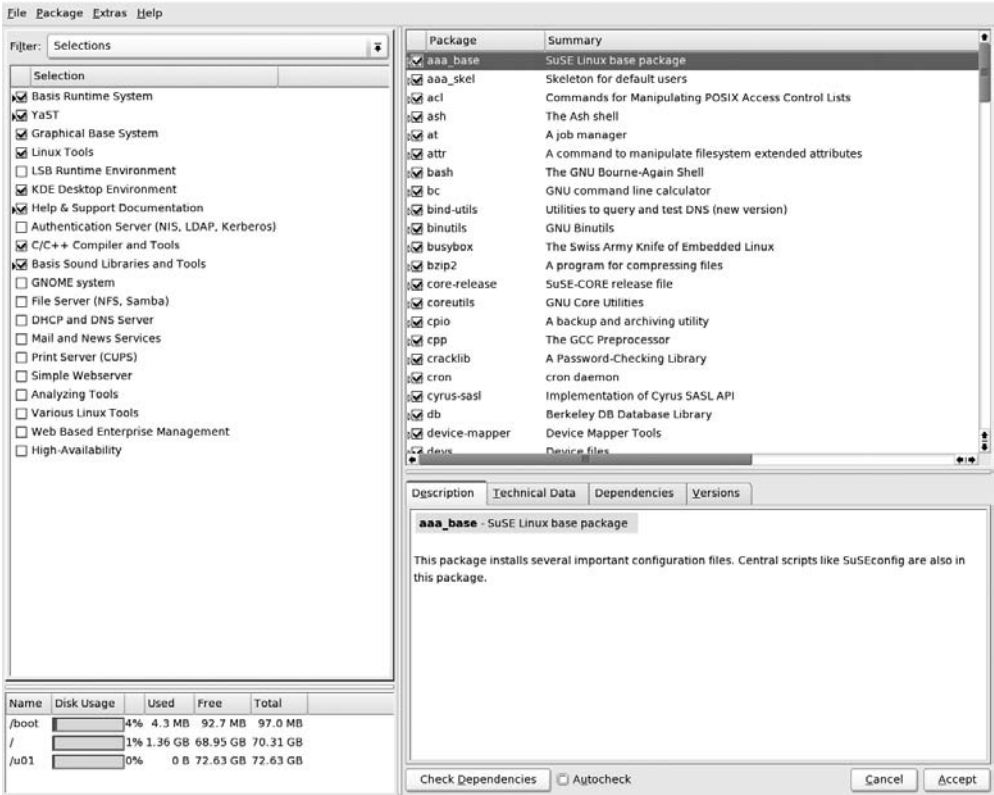 File Package Extras Help
Filter: Selections
Selection
Basis Runtime System
YaST
Graphical Base System
Linux Tools
LSB Runtime Environment
KDE Desktop Environment
Help & Support Documentation
Authentication Server (NIS, LDAP, Kerberos)
C/C++ Compiler and Tools
Basis Sound Libraries and Tools
GNOME system
File Server (NFS, Samba)
DHCP and DNS Server
Mail and News Services
Print Server (CUPS)
Simple Webserver
Analyzing Tools
Various Linux Tools
Web Based Enterprise Management
High-Availability
Name Disk Usage Used Free Total
/boot 4% 4.3 MB 92.7 MB 97.0 MB
/ 1% 1.36 GB 68.95 GB 70.31 GB
/u01 0% 0 B 72.63 GB 72.63 GB
Package Summary
aaa_base SuSE Linux base package
aaa_skel Skeleton for default users
acl Commands for Manipulating POSIX Access Control Lists
ash The Ash shell
at A job manager
attr A command to manipulate filesystem extended attributes
bash The GNU Bourne-Again Shell
bc GNU command line calculator
bind-utils Utilities to query and test DNS (new version)
binutils GNU Binutils
busybox The Swiss Army Knife of Embedded Linux
bzip2 A program for compressing files
core-release SuSE-CORE release file
coreutils GNU Core Utilities
cpio A backup and archiving utility
cpp The GCC Preprocessor
cracklib A Password-Checking Library
cron cron daemon
cyrus-sasl Implementation of Cyrus SASL API
db Berkeley DB Database Library
device-mapper Device Mapper Tools
devs Device files
Description Technical Data Dependencies Versions
aaa_base - SuSE Linux base package
This package installs several important configuration files. Central scripts like SuSEconfig are also in
this package.
Check Dependencies Autocheck Cancel Accept